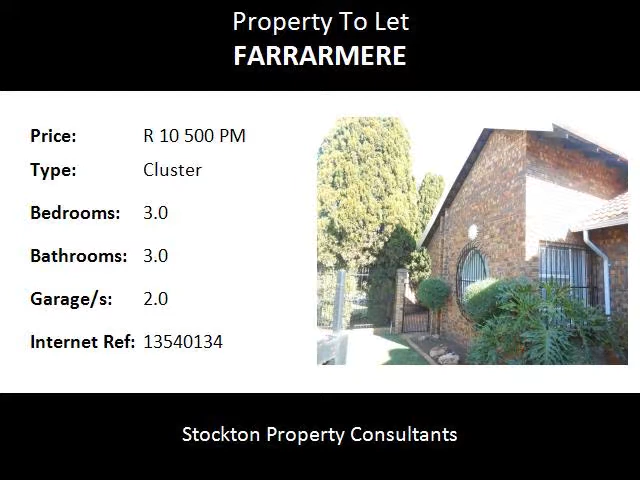 Property To Let
FARRARMERE
Price: R 10 500 PM
Type: Cluster
Bedrooms: 3.0
Bathrooms: 3.0
Garage/s: 2.0
Internet Ref: 13540134
Stockton Property Consultants